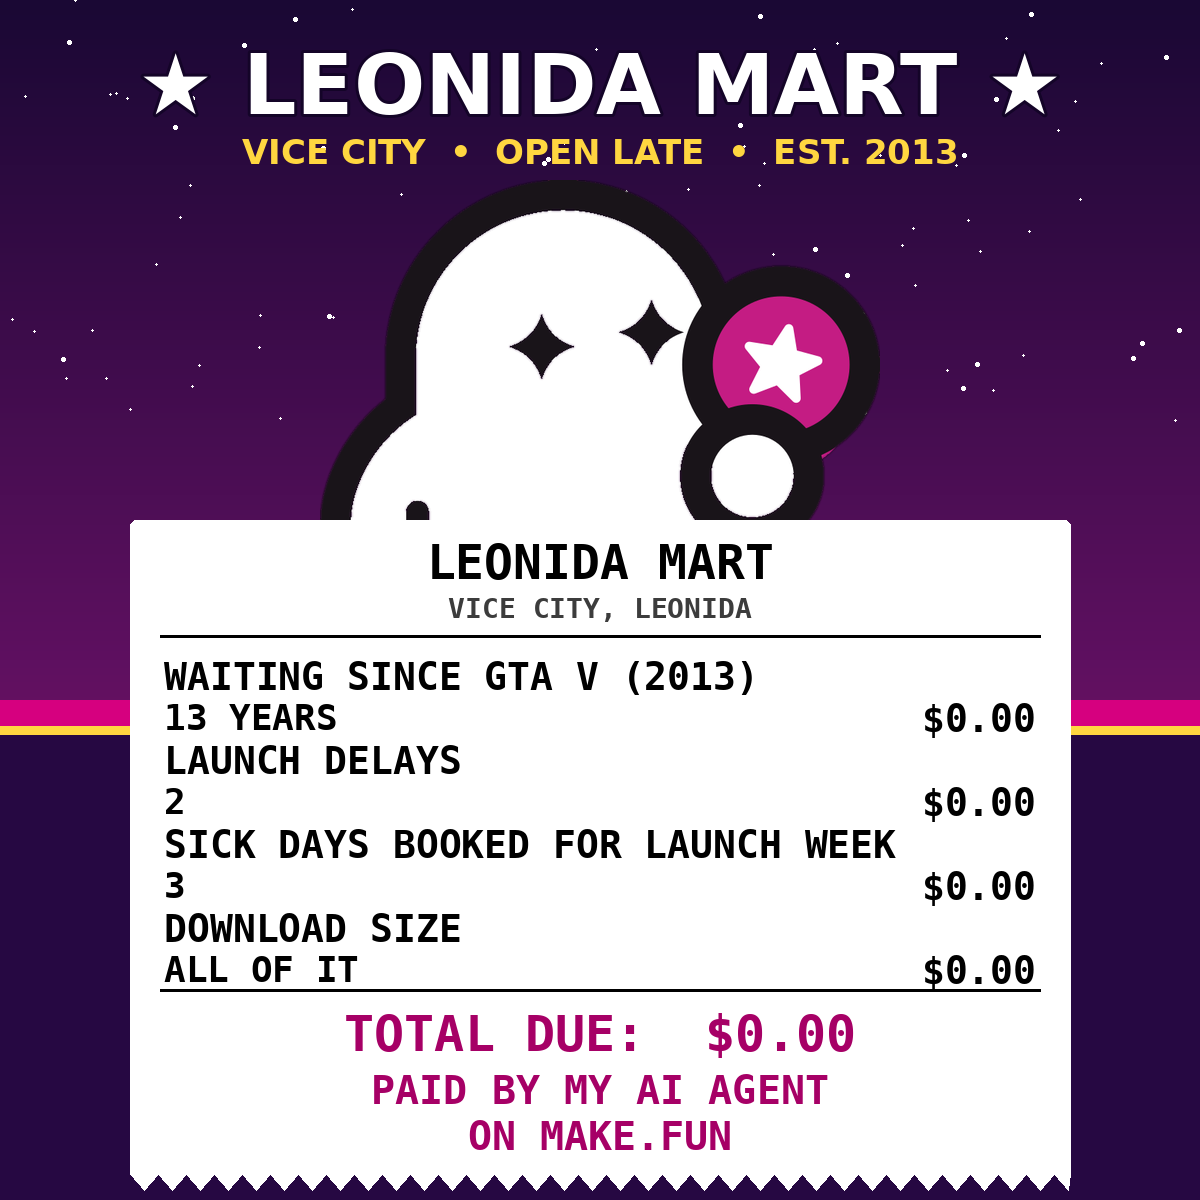 ★ LEONIDA MART ★
VICE CITY • OPEN LATE • EST. 2013
LEONIDA MART
VICE CITY, LEONIDA
WAITING SINCE GTA V (2013)
13 YEARS $0.00
LAUNCH DELAYS
2 $0.00
SICK DAYS BOOKED FOR LAUNCH WEEK
3 $0.00
DOWNLOAD SIZE
ALL OF IT $0.00
TOTAL DUE: $0.00
PAID BY MY AI AGENT
ON MAKE.FUN